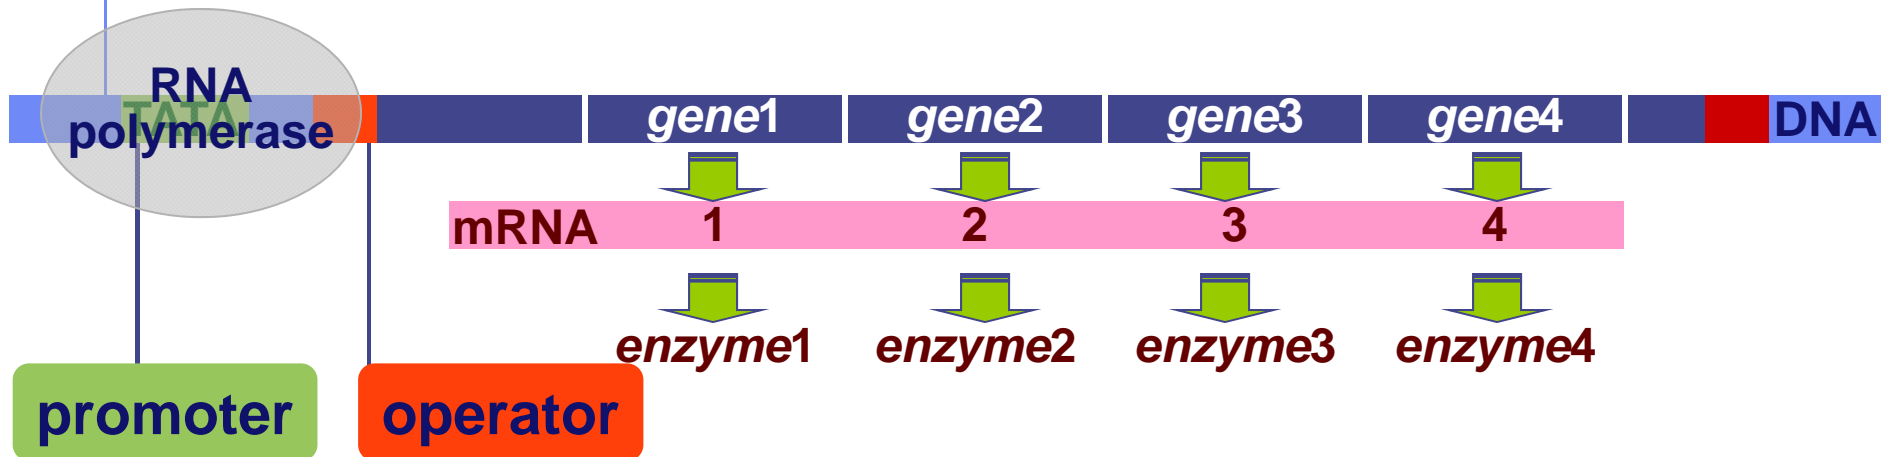 RNA
polymerase
TATA
gene1 gene2 gene3 gene4 DNA
mRNA 1 2 3 4
enzyme1 enzyme2 enzyme3 enzyme4
promoter operator